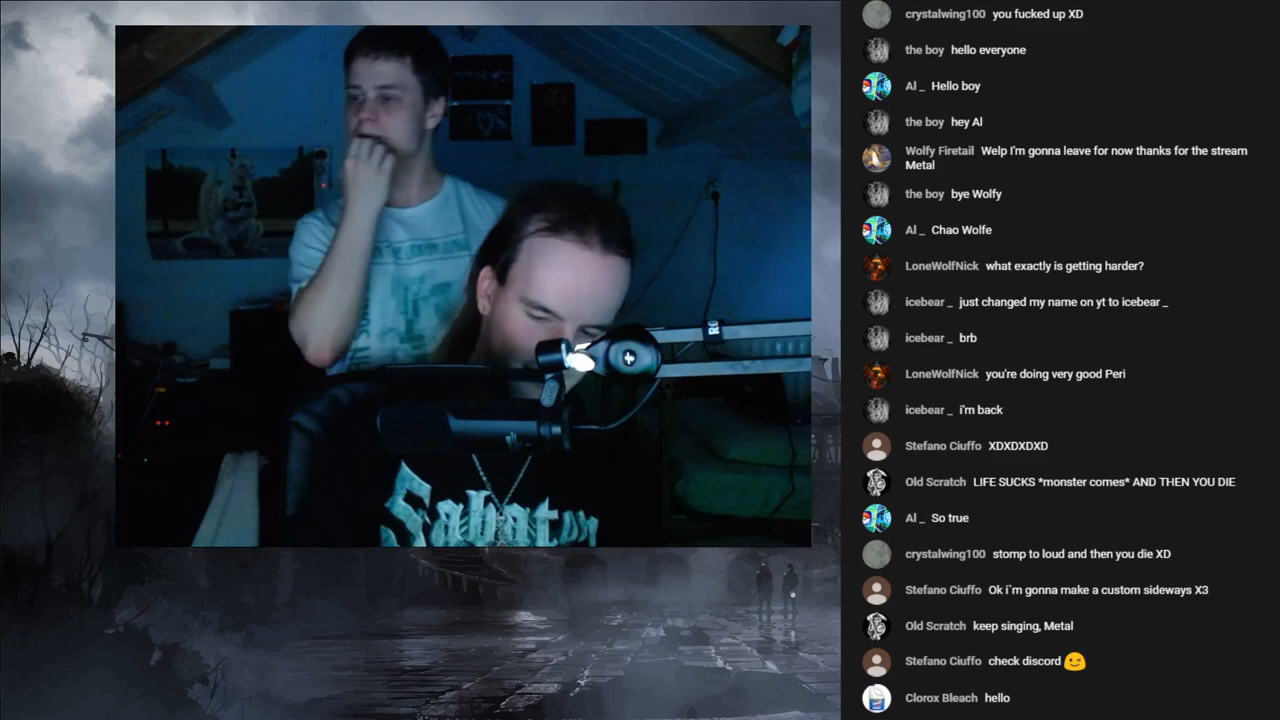 crystalwing100 you fucked up XD
the boy hello everyone
Al _ Hello boy
the boy hey Al
Wolfy Firetail Welp I'm gonna leave for now thanks for the stream
Metal
the boy bye Wolfy
Al _ Chao Wolfe
LoneWolfNick what exactly is getting harder?
icebear _ just changed my name on yt to icebear _
icebear _ brb
LoneWolfNick you're doing very good Peri
icebear _ i'm back
Stefano Ciuffo XDXDXDXD
Old Scratch LIFE SUCKS *monster comes* AND THEN YOU DIE
Al _ So true
crystalwing100 stomp to loud and then you die XD
Stefano Ciuffo Ok i`m gonna make a custom sideways X3
Old Scratch keep singing, Metal
Stefano Ciuffo check discord 😉
Clorox Bleach hello
Sabaton